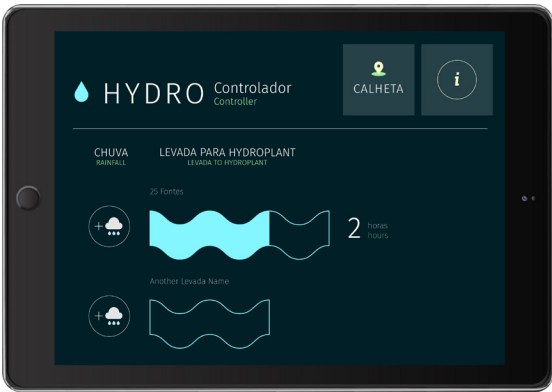 HYDRO Controlador
Controller
CALHETA
i
CHUVA
RAINFALL
LEVADA PARA HYDROPLANT
LEVADA TO HYDROPLANT
25 Fontes
+
2 horas
hours
Another Levada Name
+